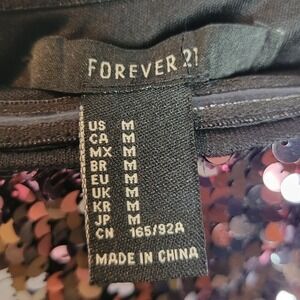 FOREVER 21
US M
CA M
MX M
BR M
EU M
UK M
KR M
JP M
CN 165/92A
MADE IN CHINA